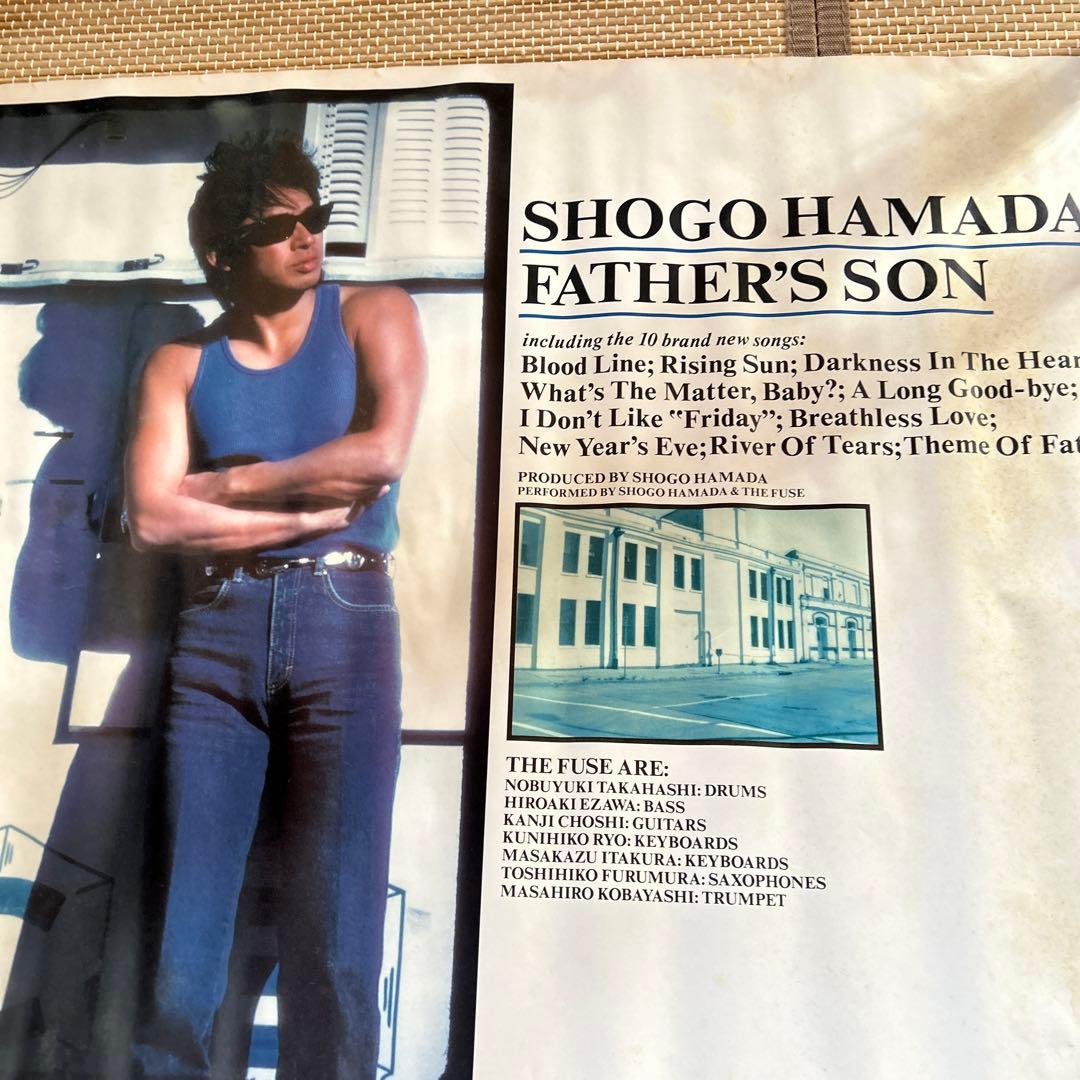 SHOGO HAMADA
FATHER'S SON
including the 10 brand new songs:
Blood Line; Rising Sun; Darkness In The Hear
What's The Matter, Baby?; A Long Good-bye;
I Don't Like "Friday"; Breathless Love;
New Year's Eve; River Of Tears; Theme Of Fat
PRODUCED BY SHOGO HAMADA
PERFORMED BY SHOGO HAMADA & THE FUSE
THE FUSE ARE:
NOBUYUKI TAKAHASHI: DRUMS
HIROAKI EZAWA: BASS
KANJI CHOSHI: GUITARS
KUNIHIKO RYO: KEYBOARDS
MASAKAZU ITAKURA: KEYBOARDS
TOSHIHIKO FURUMURA: SAXOPHONES
MASAHIRO KOBAYASHI: TRUMPET